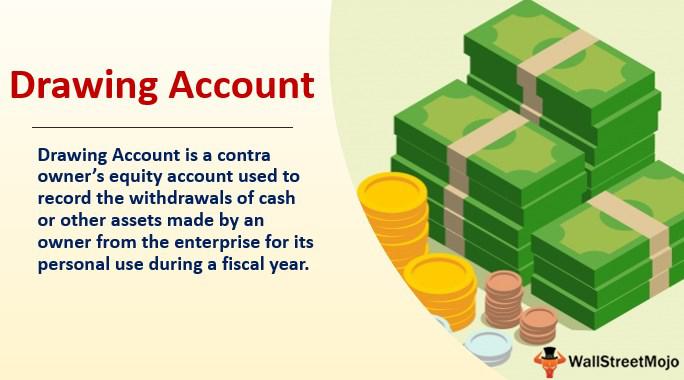 Drawing Account
Drawing Account is a contra
owner’s equity account used to
record the withdrawals of cash
or other assets made by an
owner from the enterprise for its
personal use during a fiscal year.
WallStreetMojo